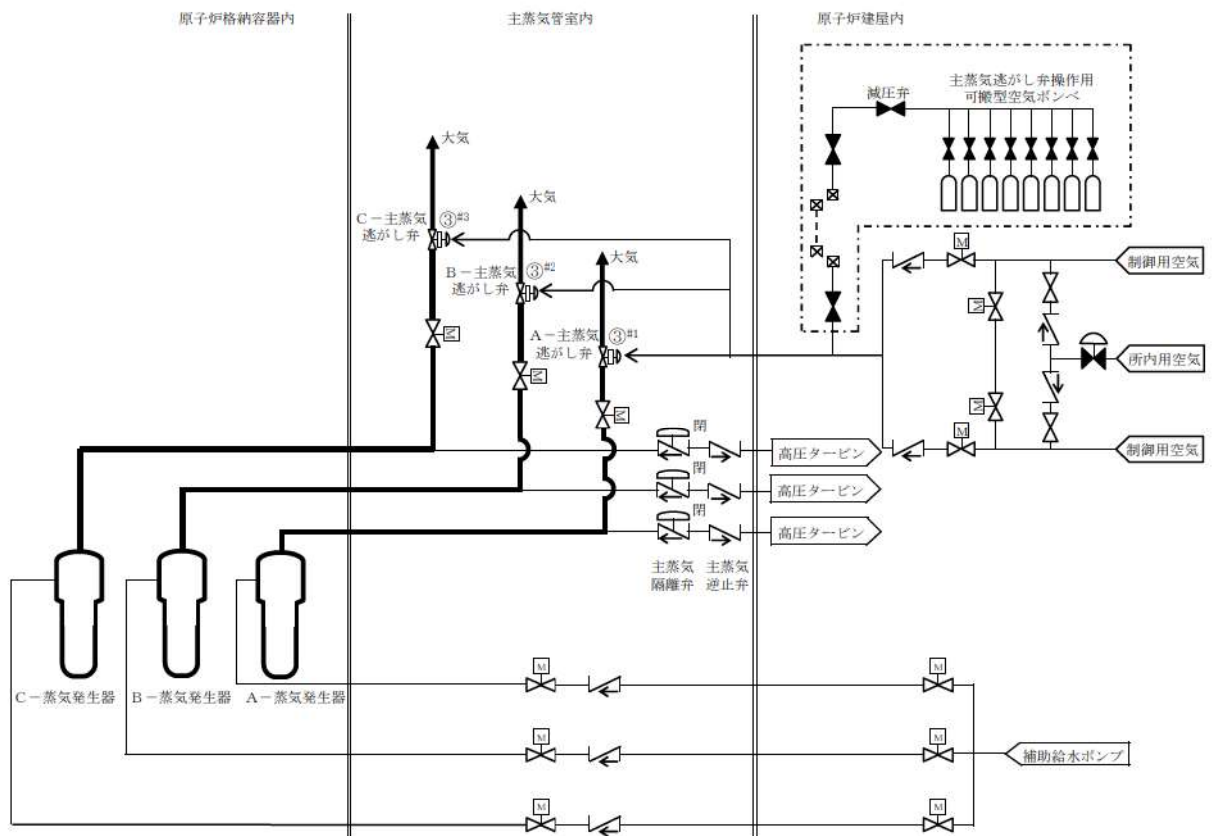 原子炉格納容器内
主蒸気管室内
原子炉建屋内
主蒸気逃がし弁操作用
可搬型空気ボンベ
減圧弁
大気
C－主蒸気
逃がし弁
③#3
大気
B－主蒸気
逃がし弁
③#2
大気
A－主蒸気
逃がし弁
③#1
M
M
M
M
制御用空気
M
所内用空気
M
M
制御用空気
閉
高圧タービン
閉
高圧タービン
閉
高圧タービン
主蒸気
隔離弁
主蒸気
逆止弁
C－蒸気発生器
B－蒸気発生器
A－蒸気発生器
M
M
M
M
補助給水ポンプ
M
M